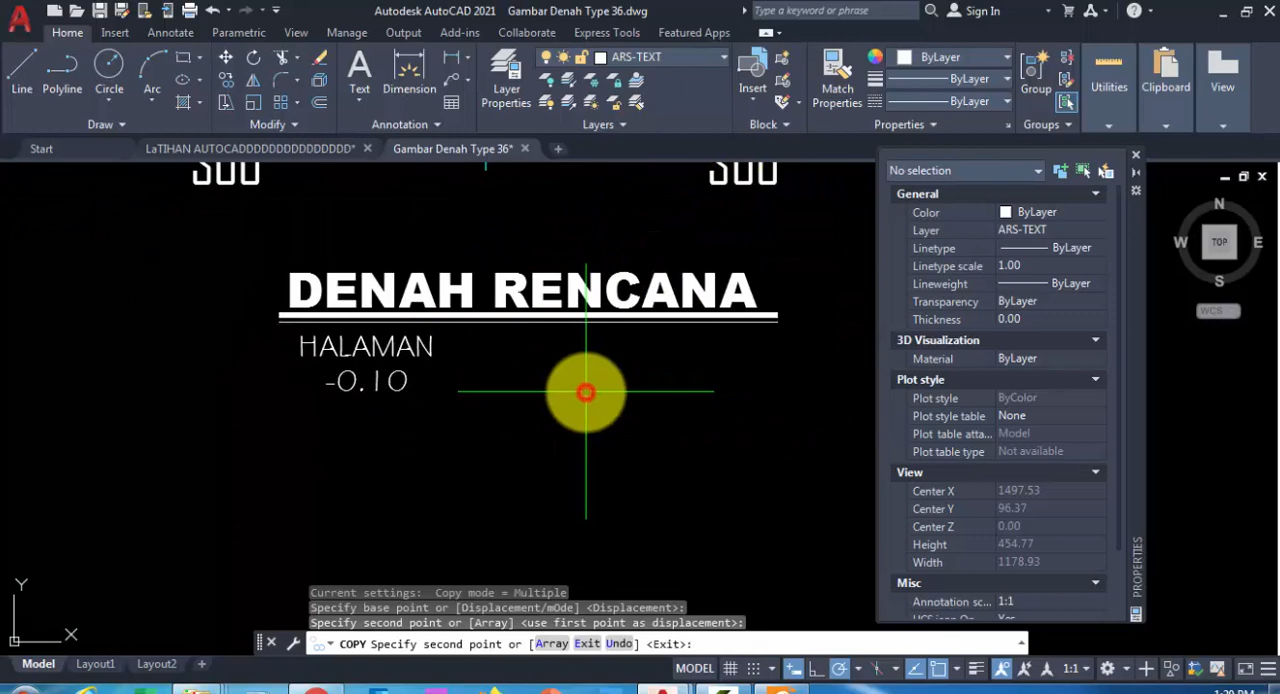 Autodesk AutoCAD 2021 Gambar Denah Type 36.dwg
Type a keyword or phrase
Sign In
Home Insert Annotate Parametric View Manage Output Add-ins Collaborate Express Tools Featured Apps
ARS-TEXT
ByLayer
ByLayer
ByLayer
Line Polyline Circle Arc Text Dimension Layer Properties Insert Match Properties Group Utilities Clipboard View
Draw Modify Annotation Layers Block Properties Groups
Start LaTIHAN AUTOCADDDDDDDDDDDDDDD* Gambar Denah Type 36*
300 300
DENAH RENCANA
HALAMAN
-0.10
No selection
General
Color ByLayer
Layer ARS-TEXT
Linetype ByLayer
Linetype scale 1.00
Lineweight ByLayer
Transparency ByLayer
Thickness 0.00
3D Visualization
Material ByLayer
Plot style
Plot style ByColor
Plot style table None
Plot table atta... Model
Plot table type Not available
View
Center X 1497.53
Center Y 96.37
Center Z 0.00
Height 454.77
Width 1178.93
Misc
Annotation sc... 1:1
PROPERTIES
N
W TOP E
S
WCS
Y
X
Current settings: Copy mode = Multiple
Specify base point or [Displacement/mOde] <Displacement>:
Specify second point or [Array] <use first point as displacement>:
COPY Specify second point or [Array Exit Undo] <Exit>:
Model Layout1 Layout2
MODEL 1:1